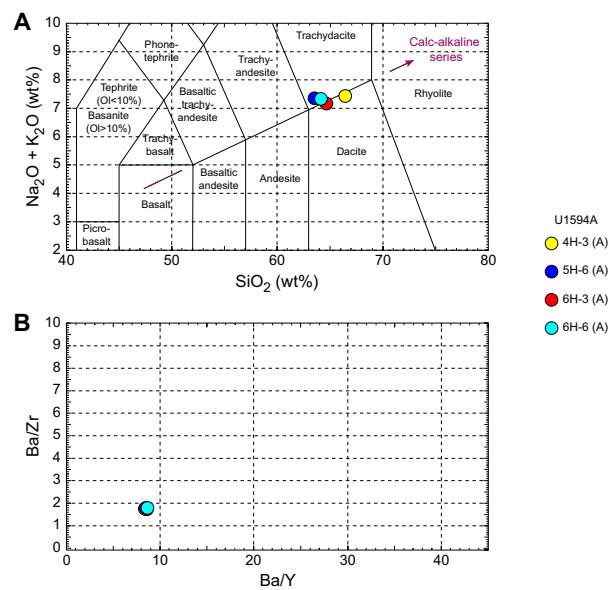 A
Na2O + K2O (wt%)
10
9
8
7
6
5
4
3
2
Phono-
tephrite
Trachydacite
Calc-alkaline
series
Trachy-
andesite
Tephrite
(Ol<10%)
Basaltic
trachy-
andesite
Rhyolite
Basanite
(Ol>10%)
Trachy-
basalt
Dacite
Basaltic
andesite
Andesite
Basalt
Picro-
basalt
40
50
60
70
80
SiO2 (wt%)
U1594A
4H-3 (A)
5H-6 (A)
6H-3 (A)
6H-6 (A)
B
Ba/Zr
10
9
8
7
6
5
4
3
2
1
0
0
10
20
30
40
Ba/Y